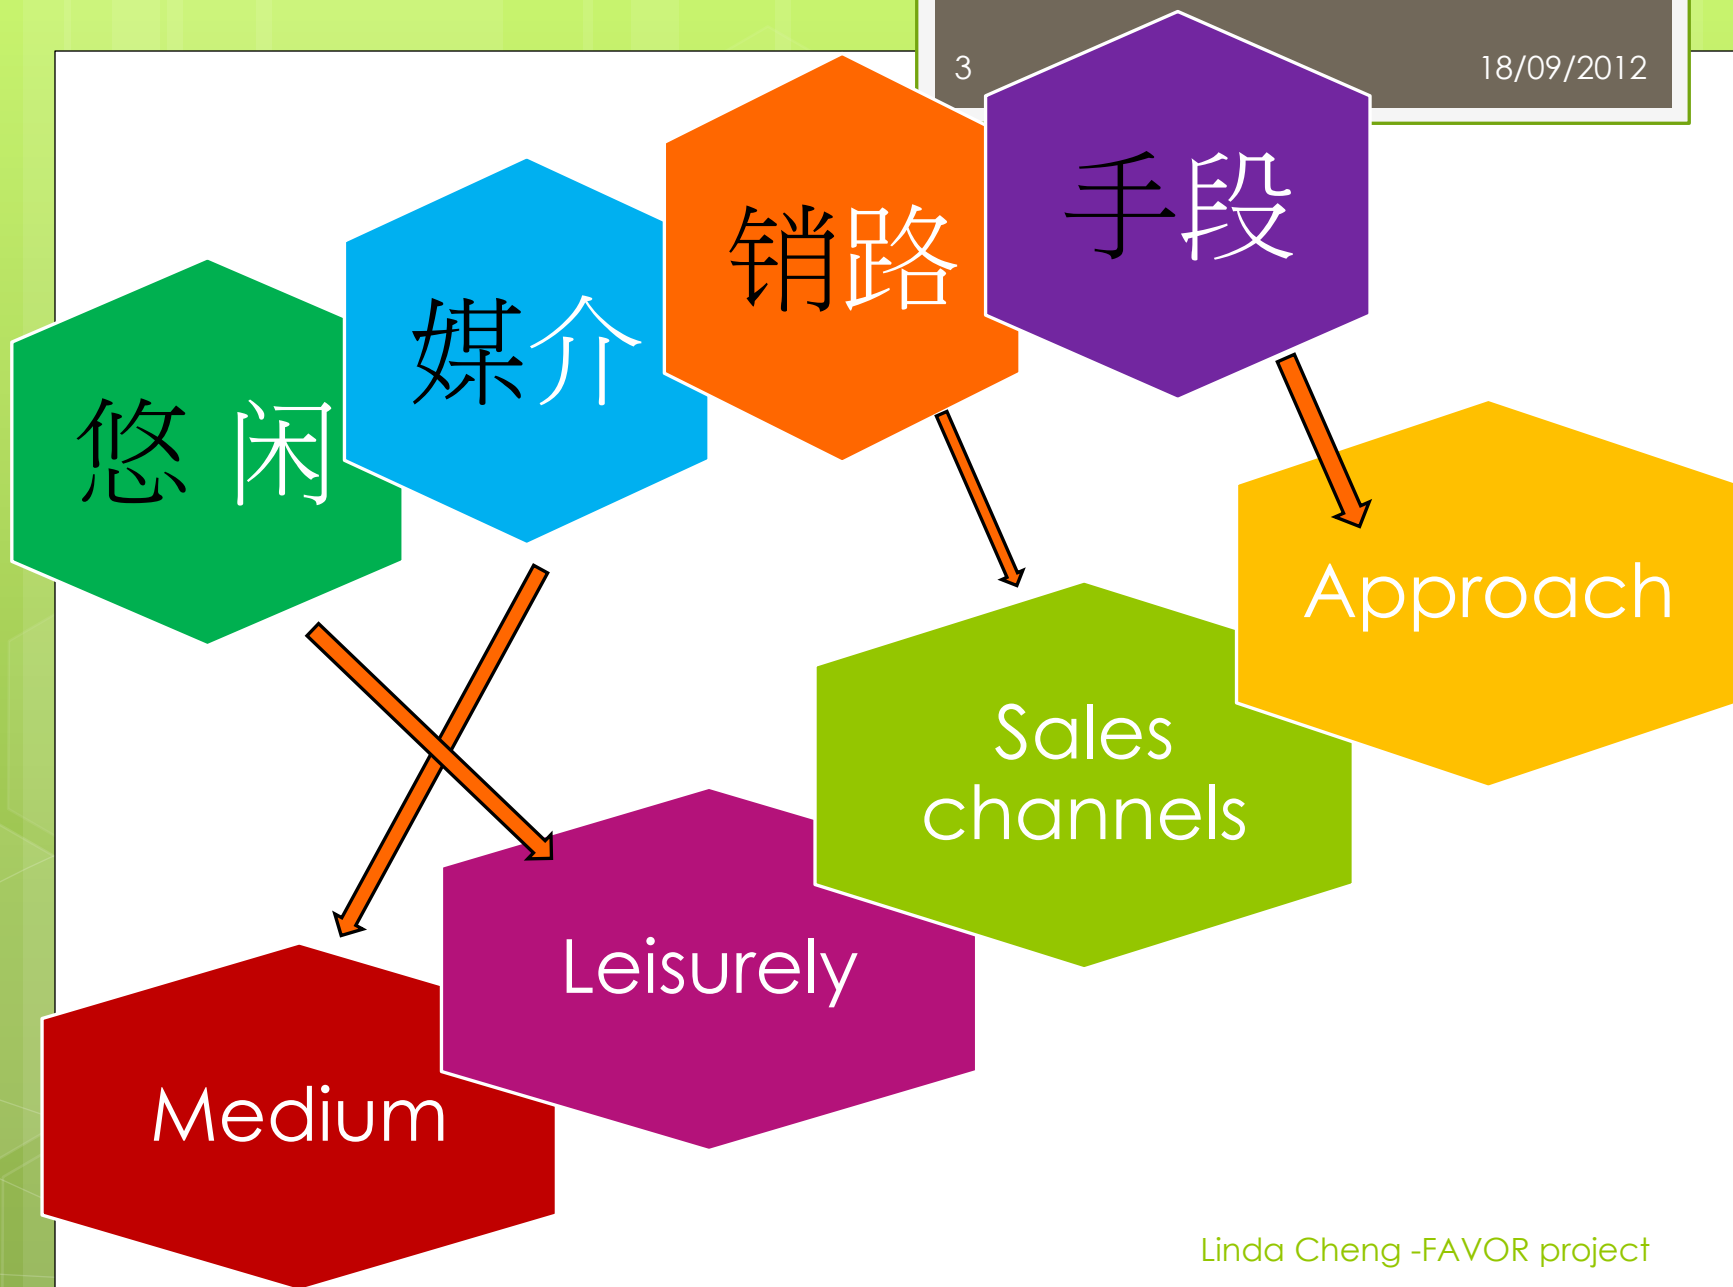 3
18/09/2012
手段
销路
媒介
悠 闲
Approach
Sales
channels
Leisurely
Medium
Linda Cheng -FAVOR project